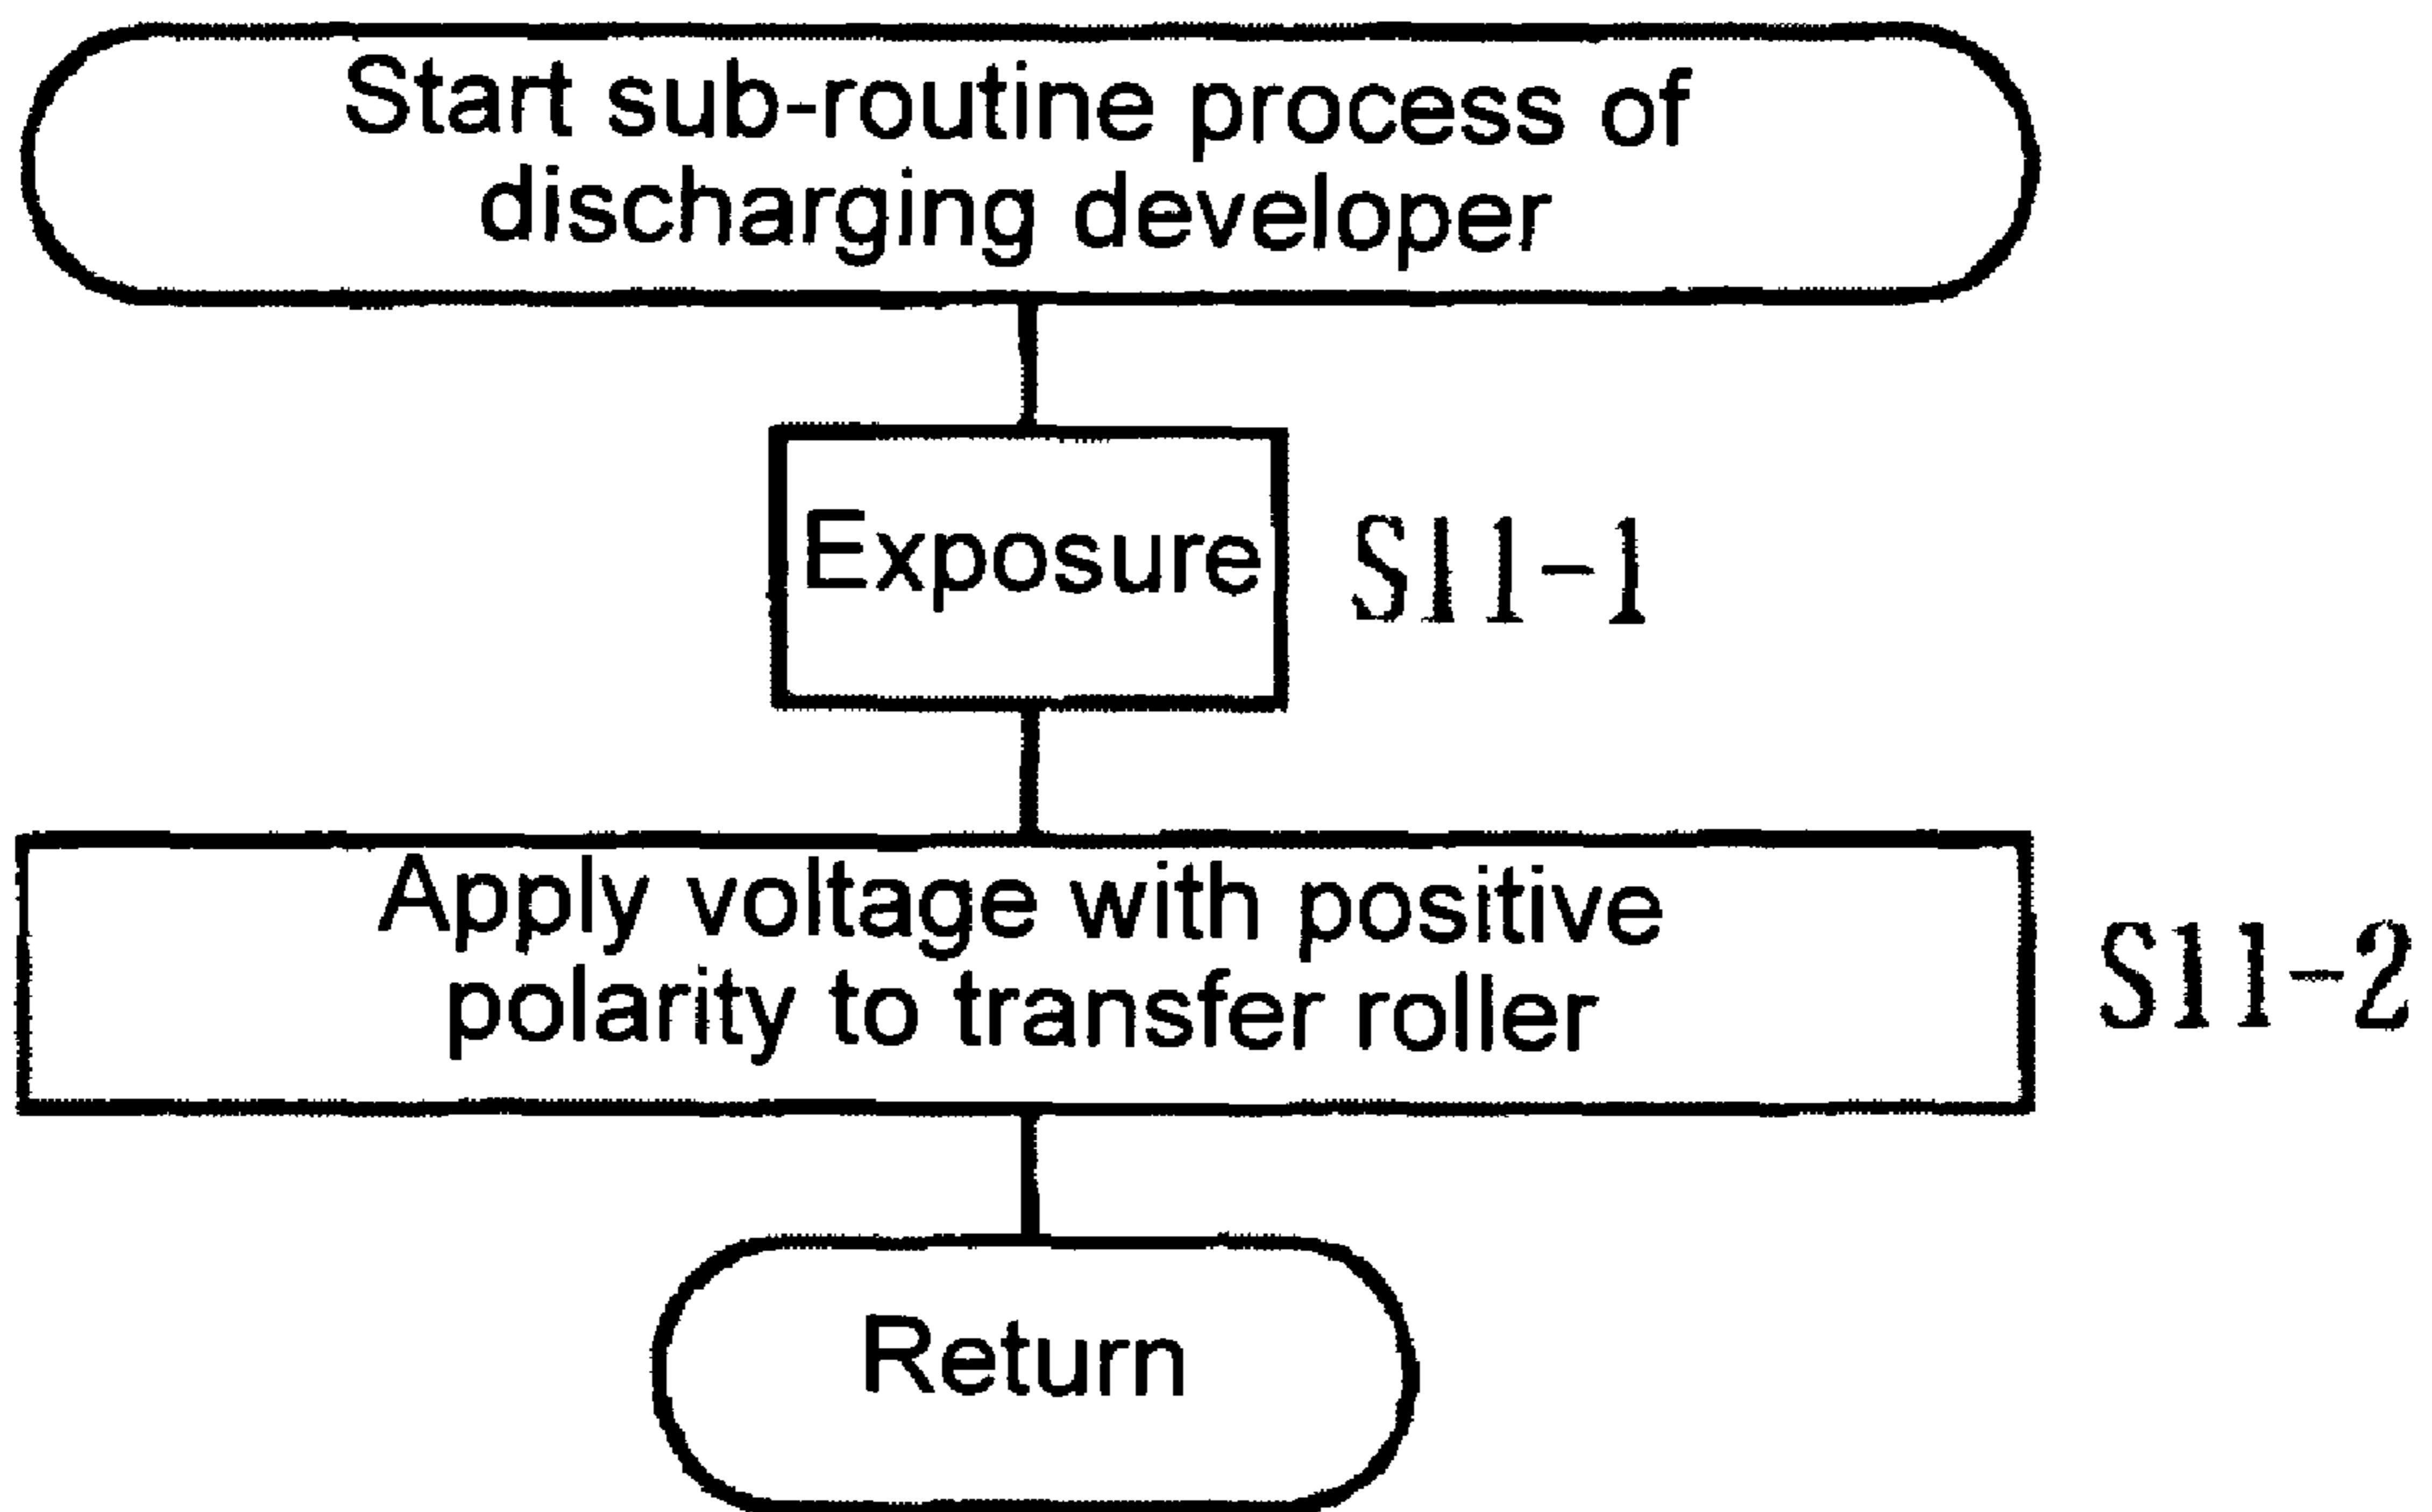 Start sub-routine process of
discharging developer
Exposure
S11-1
Apply voltage with positive
polarity to transfer roller
S11-2
Return